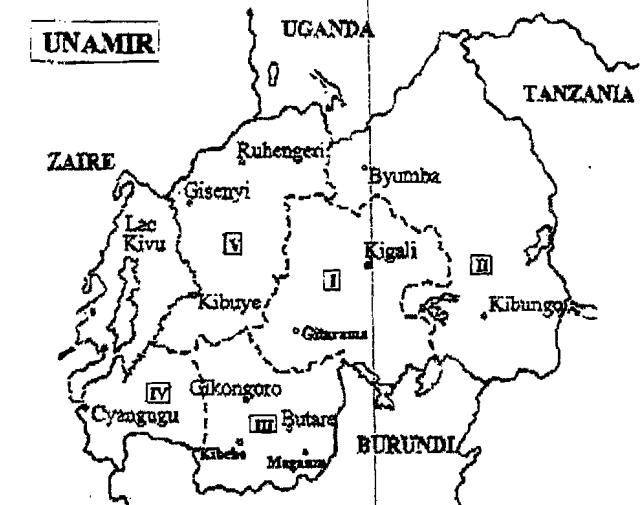 UGANDA
UNAMIR
TANZANIA
ZAIRE
Ruhengeri
Byumba
Gisenyi
Lac
Kivu
V
Kigali
I
II
Kibuye
Kibungo
Gitarama
IV
Gikongoro
Cyangugu
III
Butare
BURUNDI
Kibeho